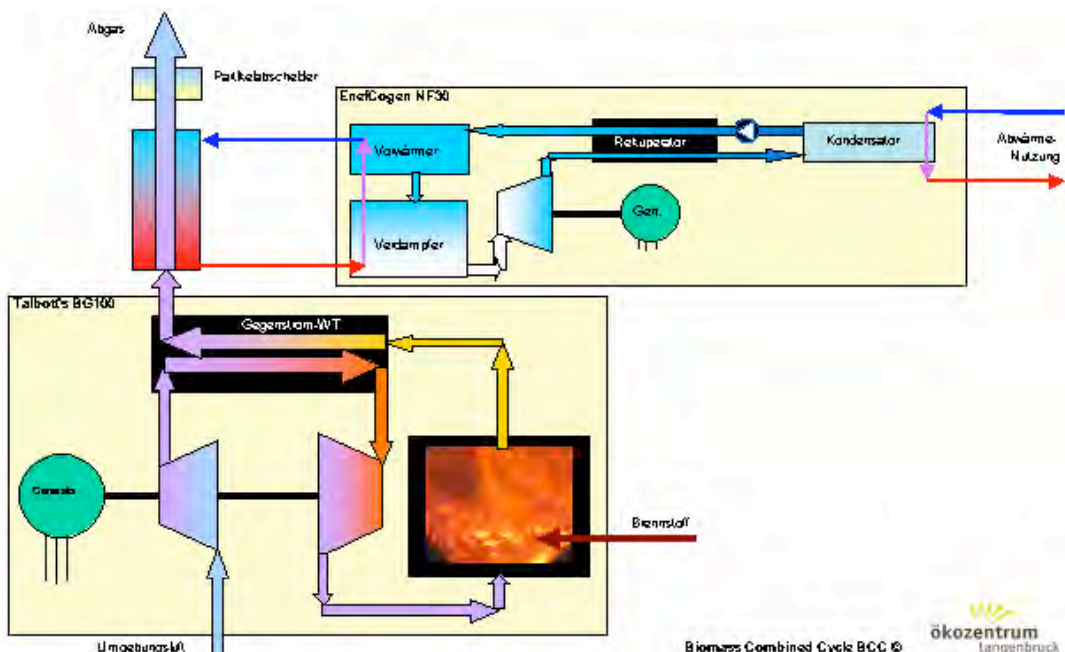 Abgas
Partikelabscheider
EnefCogen NF30
Vorwärmer
Rekuperator
Kondensator
Abwärme-
Nutzung
Verdampfer
Gen.
Talbott's BG100
Gegenstrom-WT
Generator
Brennstoff
Umgebungsluft
Biomass Combined Cycle BCC ©
ökozentrum
langenbruck